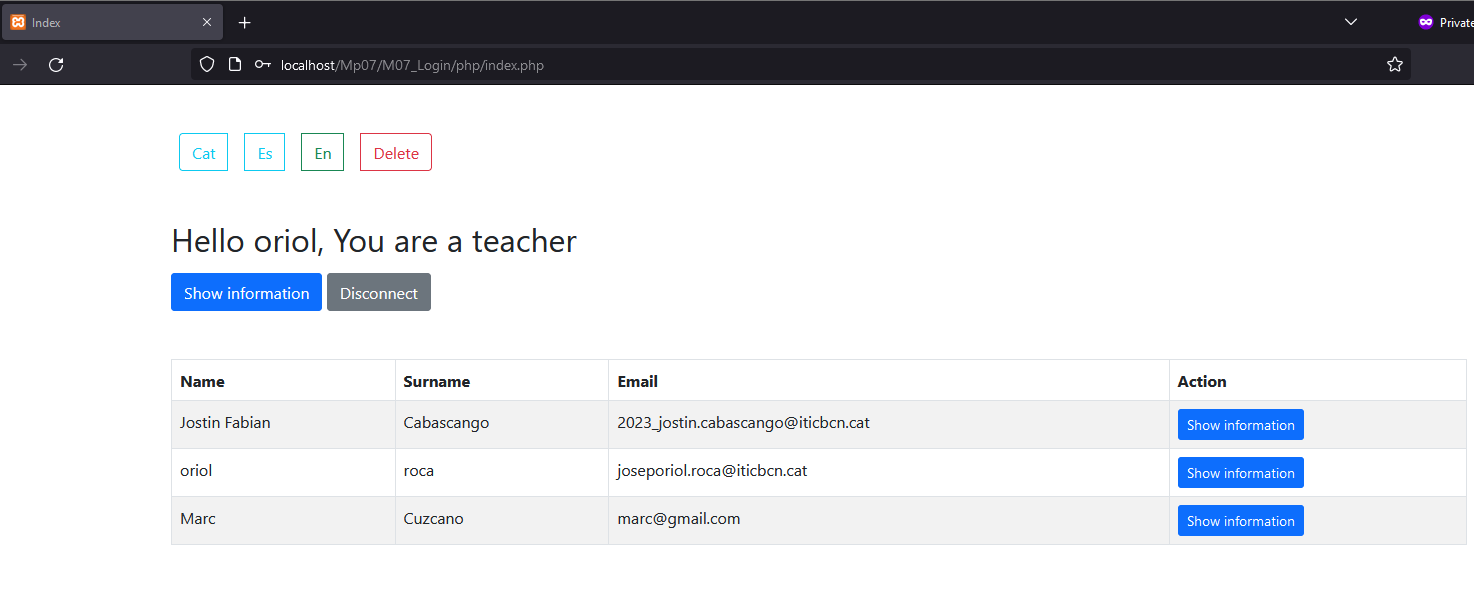 Index
Private
localhost/Mp07/M07_Login/php/index.php
Cat Es En Delete
Hello oriol, You are a teacher
Show information Disconnect
Name Surname Email Action
Jostin Fabian Cabascango 2023_jostin.cabascango@iticbcn.cat Show information
oriol roca joseporiol.roca@iticbcn.cat Show information
Marc Cuzcano marc@gmail.com Show information